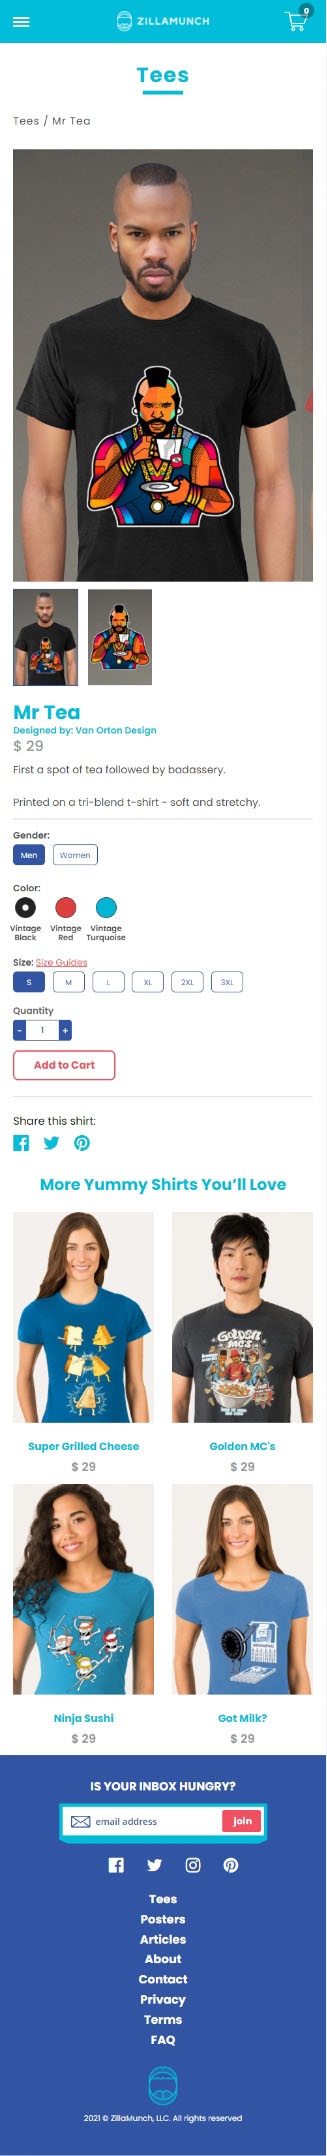 ZILLAMUNCH
0
Tees
Tees / Mr Tea
Mr Tea
Designed by: Van Orton Design
$ 29
First a spot of tea followed by badassery.
Printed on a tri-blend t-shirt - soft and stretchy.
Gender:
Men Women
Color:
Vintage Black
Vintage Red
Vintage Turquoise
Size: Size Guides
S M L XL 2XL 3XL
Quantity
- 1 +
Add to Cart
Share this shirt:
More Yummy Shirts You’ll Love
GOLDEN
MC'S
Super Grilled Cheese
$ 29
Golden MC's
$ 29
Ninja Sushi
$ 29
Got Milk?
$ 29
IS YOUR INBOX HUNGRY?
email address join
Tees
Posters
Articles
About
Contact
Privacy
Terms
FAQ
2021 © ZillaMunch, LLC. All rights reserved